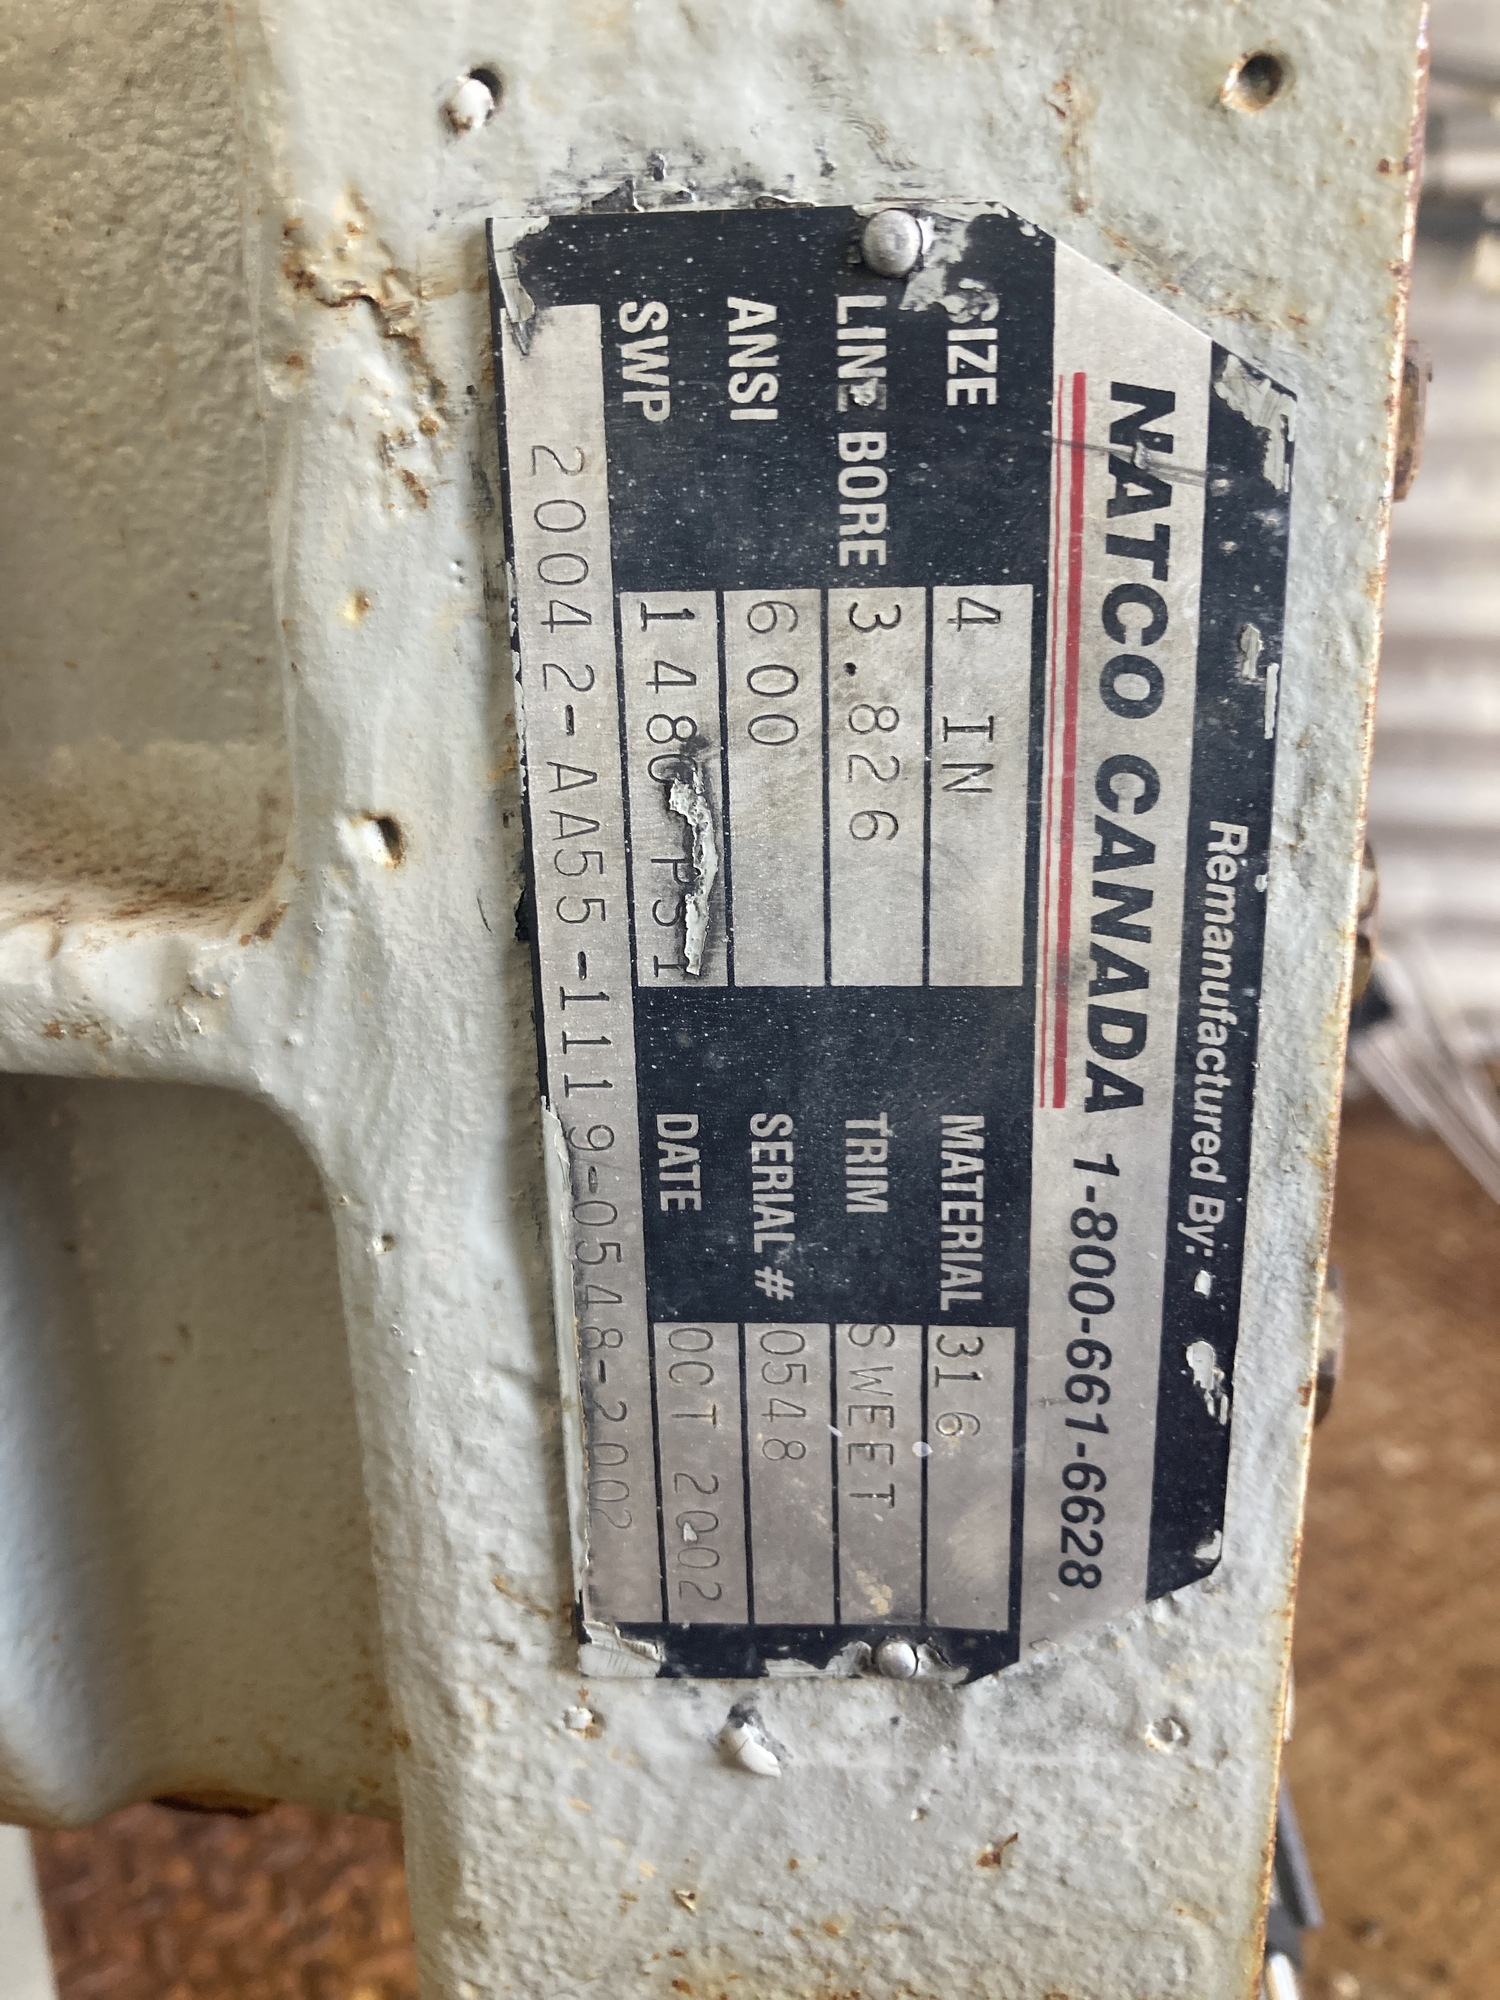 Remanufactured By:
NATCO CANADA 1-800-661-6628
SIZE 4 IN MATERIAL 316
LINE BORE 3.826 TRIM SWEET
ANSI 600 SERIAL # 0548
SWP 1480 PSI DATE OCT 2002
20042-AA55-1119-0548-2002